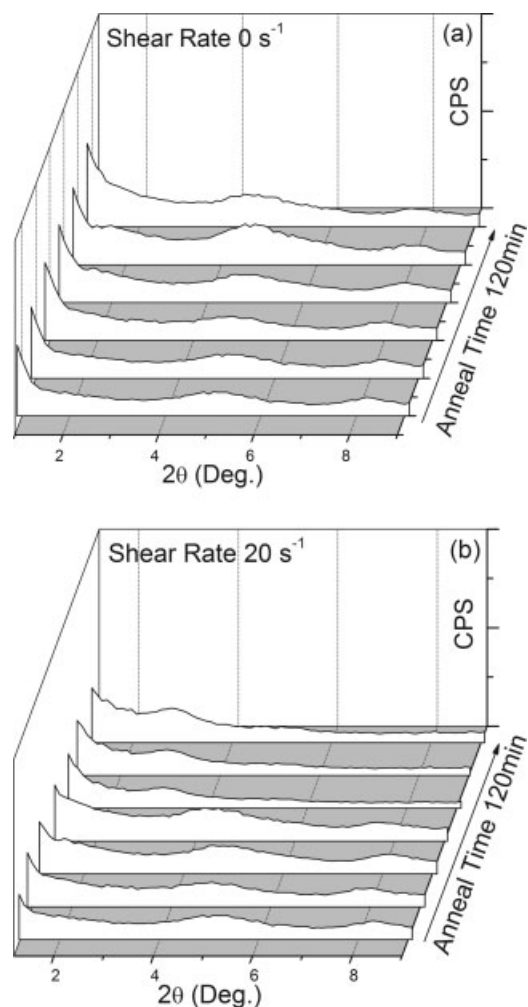 Shear Rate 0 s⁻¹
(a)
CPS
Anneal Time 120min
2 4 6 8
2θ (Deg.)
Shear Rate 20 s⁻¹
(b)
CPS
Anneal Time 120min
2 4 6 8
2θ (Deg.)